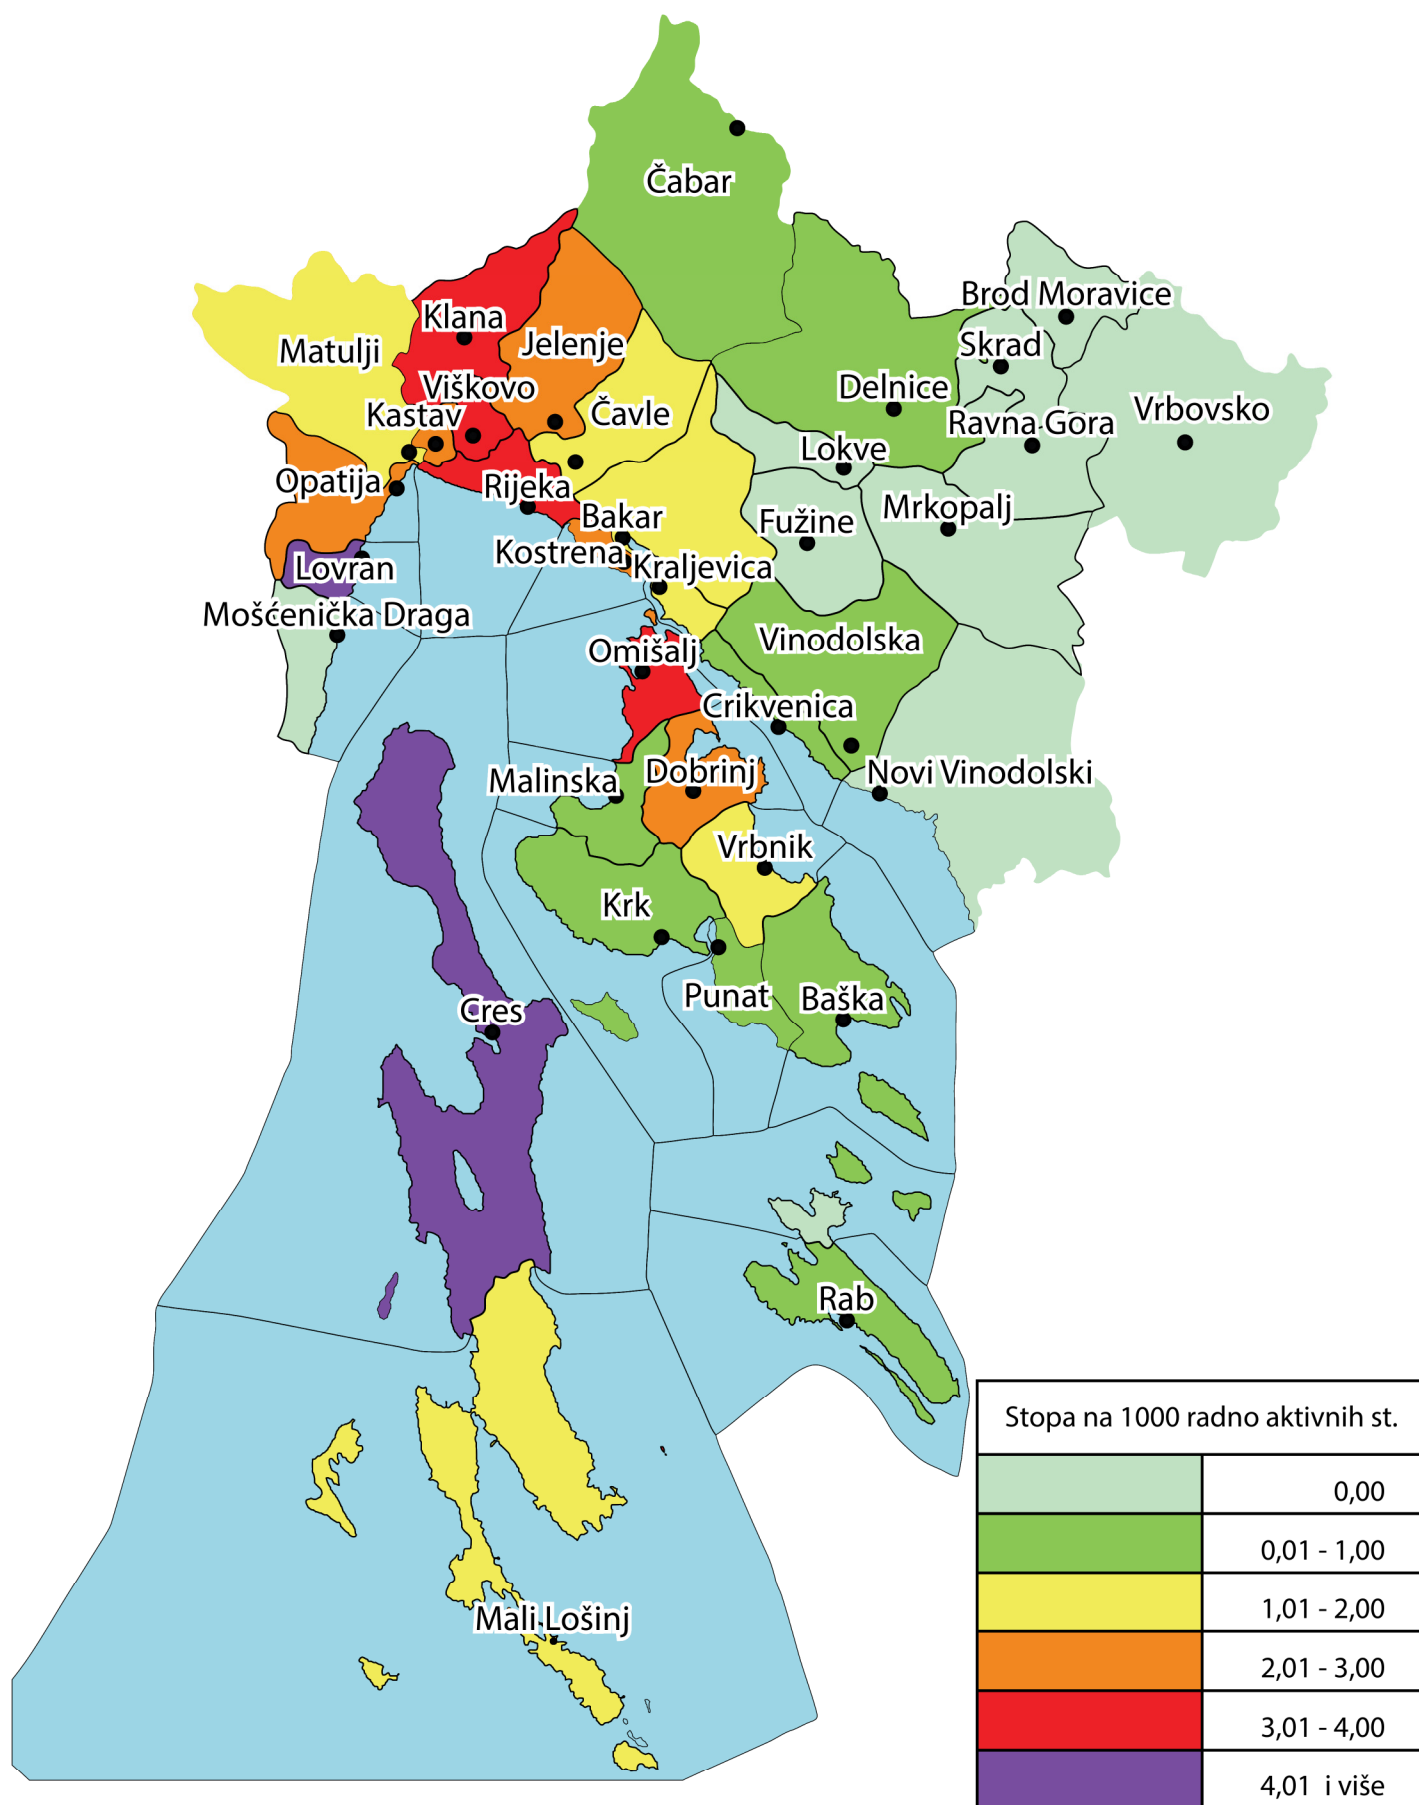 Čabar
Brod Moravice
Klana
Jelenje
Skrad
Matulji
Viškovo
Delnice
Kastav
Čavle
Vrbovsko
Ravna Gora
Lokve
Opatija
Rijeka
Mrkopalj
Bakar
Fužine
Kostrena
Kraljevica
Lovran
Mošćenička Draga
Vinodolska
Omišalj
Crikvenica
Dobrinj
Novi Vinodolski
Malinska
Vrbnik
Krk
Punat
Baška
Cres
Rab
Mali Lošinj
Stopa na 1000 radno aktivnih st.
0,00
0,01 - 1,00
1,01 - 2,00
2,01 - 3,00
3,01 - 4,00
4,01 i više